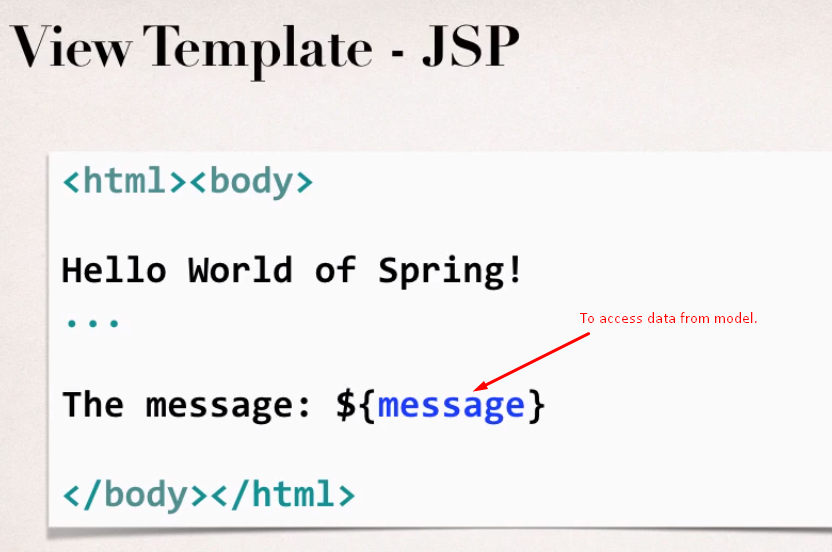 View Template - JSP
<html><body>
Hello World of Spring!
...
To access data from model.
The message: ${message}
</body></html>